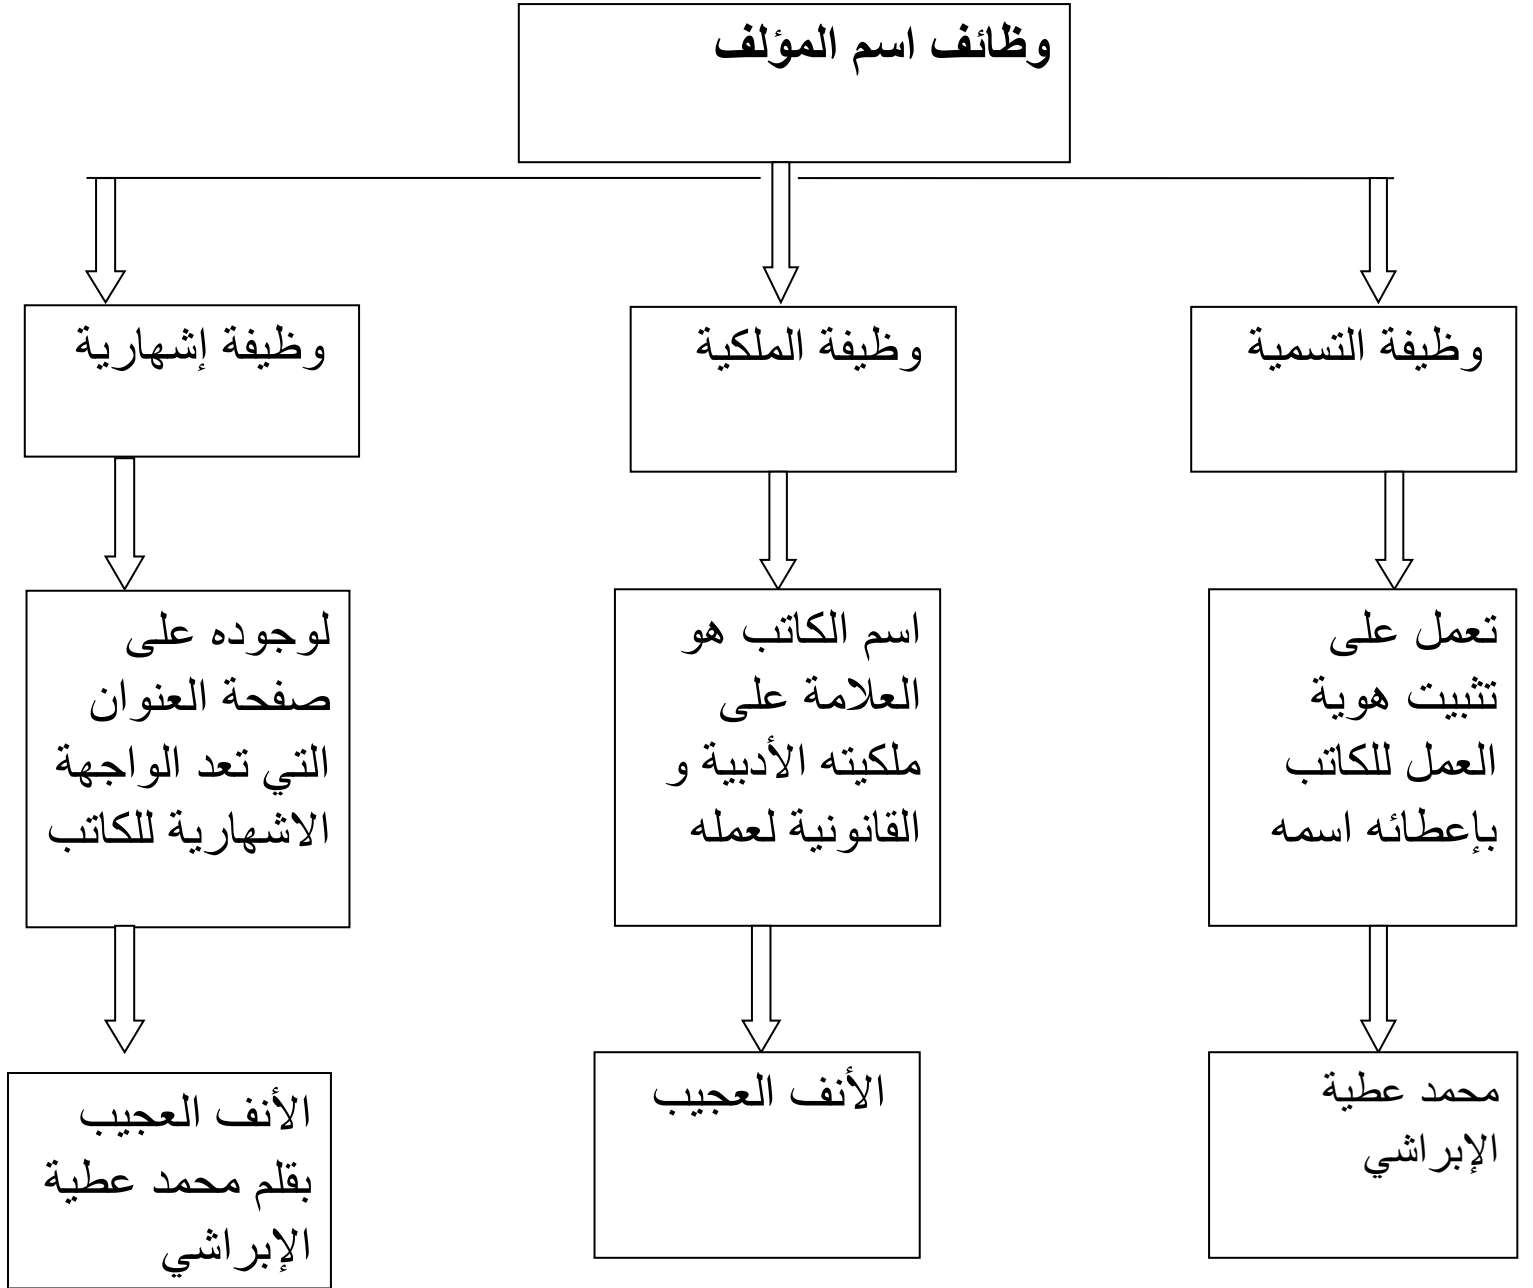 وظائف اسم المؤلف
وظيفة التسمية
وظيفة الملكية
وظيفة إشهارية
تعمل على
تثبيت هوية
العمل للكاتب
بإعطائه اسمه
اسم الكاتب هو
العلامة على
ملكيته الأدبية و
القانونية لعمله
لوجوده على
صفحة العنوان
التي تعد الواجهة
الاشهارية للكاتب
محمد عطية
الإبراشي
الأنف العجيب
الأنف العجيب
بقلم محمد عطية
الإبراشي